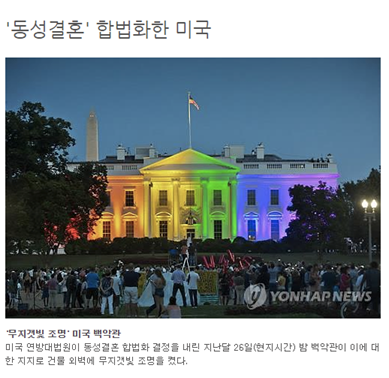 '동성결혼' 합법화한 미국
YONHAP NEWS
'무지갯빛 조명' 미국 백악관
미국 연방대법원이 동성결혼 합법화 결정을 내린 지난달 26일(현지시간) 밤 백악관이 이에 대
한 지지로 건물 외벽에 무지갯빛 조명을 켰다.